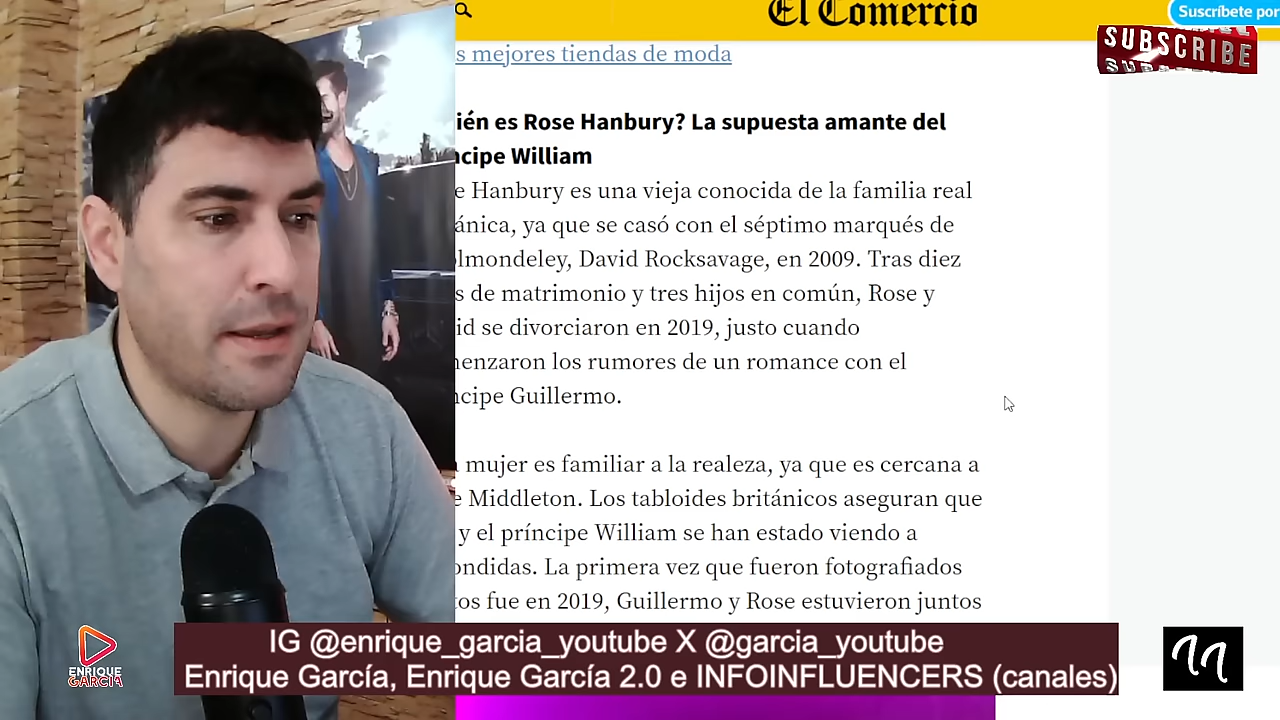 El Comercio
Suscríbete por
SUBSCRIBE
s mejores tiendas de moda
ién es Rose Hanbury? La supuesta amante del
ncipe William
e Hanbury es una vieja conocida de la familia real
ánica, ya que se casó con el séptimo marqués de
lmondeley, David Rocksavage, en 2009. Tras diez
s de matrimonio y tres hijos en común, Rose y
id se divorciaron en 2019, justo cuando
enzaron los rumores de un romance con el
ncipe Guillermo.
mujer es familiar a la realeza, ya que es cercana a
e Middleton. Los tabloides británicos aseguran que
y el príncipe William se han estado viendo a
ondidas. La primera vez que fueron fotografiados
tos fue en 2019, Guillermo y Rose estuvieron juntos
IG @enrique_garcia_youtube X @garcia_youtube
Enrique García, Enrique García 2.0 e INFOINFLUENCERS (canales)
ENRIQUE
GARCÍA